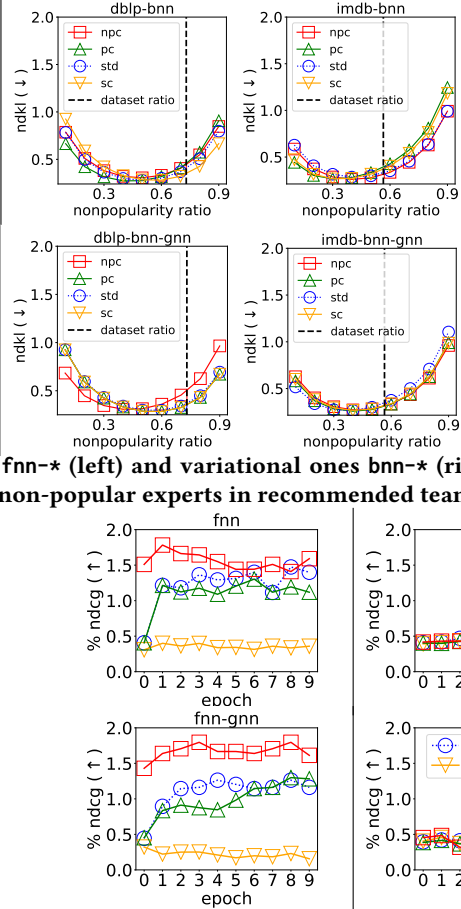 dblp-bnn
imdb-bnn
2.0
1.5
1.0
0.5
ndkl (↓)
npc
pc
std
sc
dataset ratio
0.3
0.6
0.9
nonpopularity ratio
2.0
1.5
1.0
0.5
ndkl (↓)
npc
pc
std
sc
dataset ratio
0.3
0.6
0.9
nonpopularity ratio
dblp-bnn-gnn
imdb-bnn-gnn
2.0
1.5
1.0
0.5
ndkl (↓)
npc
pc
std
sc
dataset ratio
0.3
0.6
0.9
nonpopularity ratio
2.0
1.5
1.0
0.5
ndkl (↓)
npc
pc
std
sc
dataset ratio
0.3
0.6
0.9
nonpopularity ratio
fnn-* (left) and variational ones bnn-* (ri
non-popular experts in recommended tea
fnn
2.0
1.5
1.0
0.5
0.0
% ndcg (↑)
0 1 2 3 4 5 6 7 8 9
epoch
2.0
1.5
1.0
0.5
0.0
% ndcg (↑)
0 1 2
fnn-gnn
2.0
1.5
1.0
0.5
0.0
% ndcg (↑)
0 1 2 3 4 5 6 7 8 9
epoch
2.0
1.5
1.0
0.5
0.0
% ndcg (↑)
0 1 2